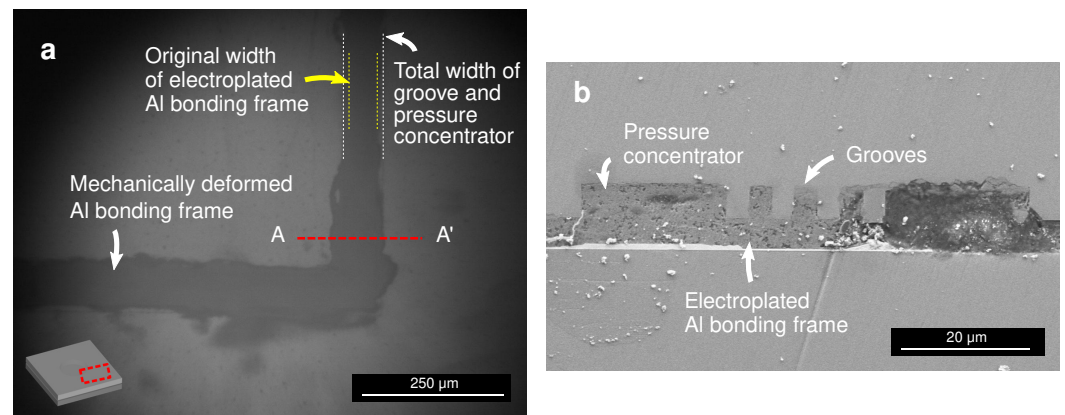 a
Original width
of electroplated
Al bonding frame
Total width of
groove and
pressure
concentrator
Mechanically deformed
Al bonding frame
A
A'
250 µm
b
Pressure
concentrator
Grooves
Electroplated
Al bonding frame
20 µm